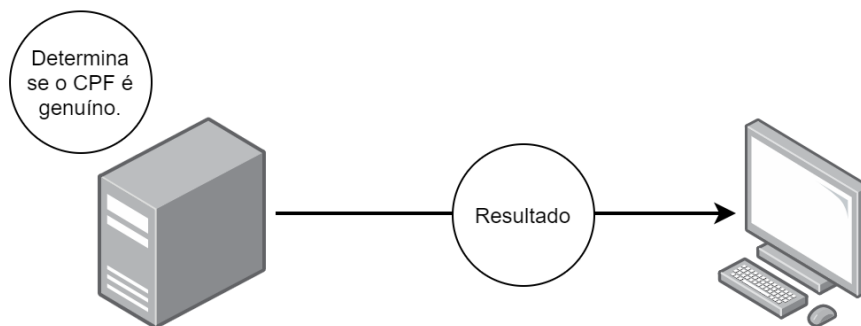 Determina
se o CPF é
genuíno.
Resultado